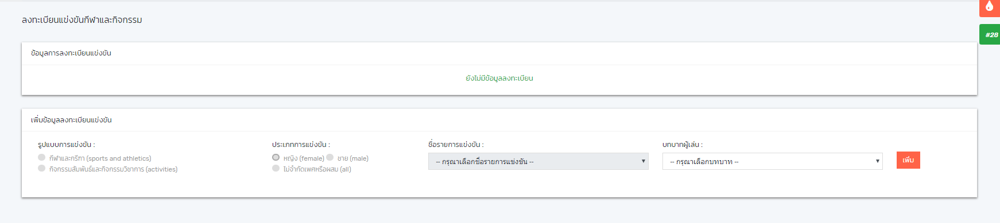 ลงทะเบียนแข่งขันกีฬาและกิจกรรม
#28
ข้อมูลการลงทะเบียนแข่งขัน
ยังไม่มีข้อมูลลงทะเบียน
เพิ่มข้อมูลลงทะเบียนแข่งขัน
รูปแบบการแข่งขัน :
กีฬาและกรีฑา (sports and athletics)
กิจกรรมสัมพันธ์และกิจกรรมวิชาการ (activities)
ประเภทการแข่งขัน :
หญิง (female) ชาย (male)
ไม่จำกัดเพศหรือผสม (all)
ชื่อรายการแข่งขัน :
-- กรุณาเลือกชื่อรายการแข่งขัน --
บทบาทผู้เล่น :
-- กรุณาเลือกบทบาท --
เพิ่ม